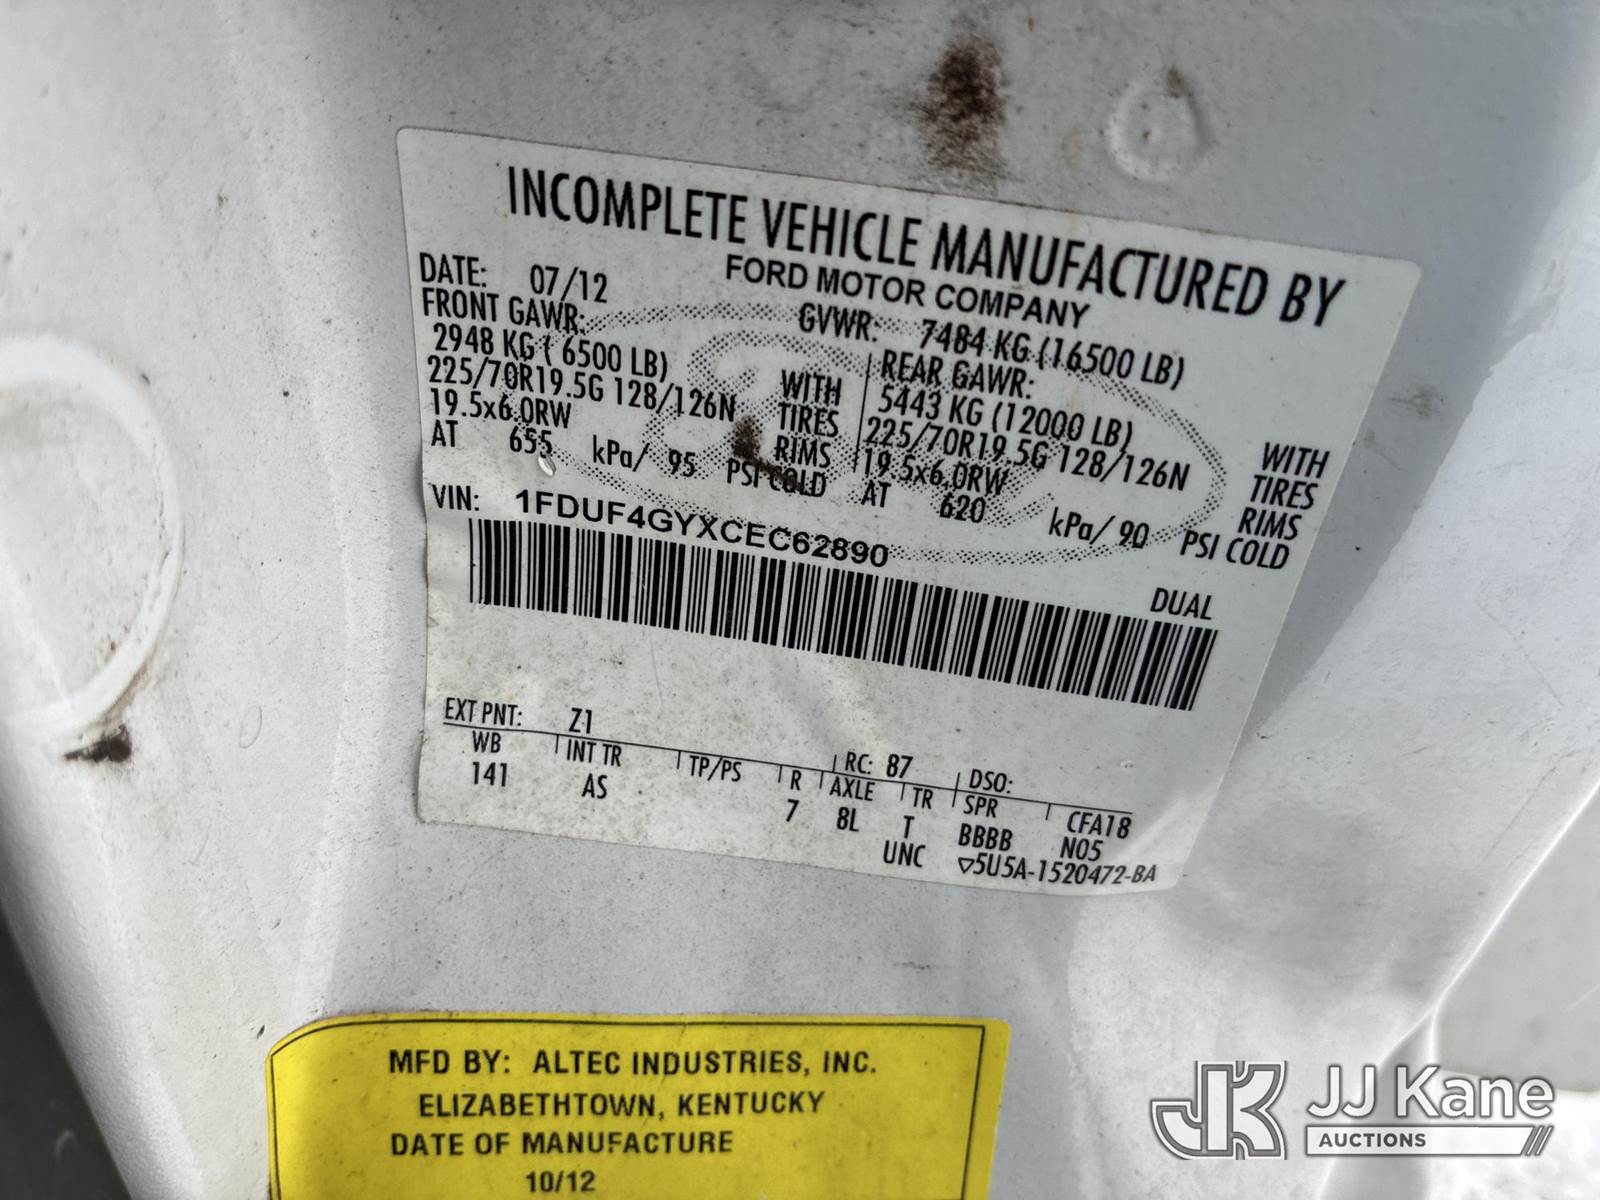 INCOMPLETE VEHICLE MANUFACTURED BY
FORD MOTOR COMPANY
DATE: 07/12
GVWR: 7484 KG (16500 LB)
FRONT GAWR:
2948 KG ( 6500 LB) WITH
225/70R19.5G 128/126N TIRES
19.5x6.0RW RIMS
AT 655 kPa/ 95 PSI COLD
REAR GAWR:
5443 KG (12000 LB) WITH
225/70R19.5G 128/126N TIRES
19.5x6.0RW RIMS
AT 620 kPa/ 90 PSI COLD
VIN: 1FDUF4GYXCEC62890
DUAL
EXT PNT: Z1 RC: 87 DSO:
WB INT TR TP/PS R AXLE TR SPR CFA18
141 AS 7 8L T BBBB N05
UNC ▽5U5A-1520472-BA
MFD BY: ALTEC INDUSTRIES, INC.
ELIZABETHTOWN, KENTUCKY
DATE OF MANUFACTURE
10/12
JK JJ Kane
AUCTIONS